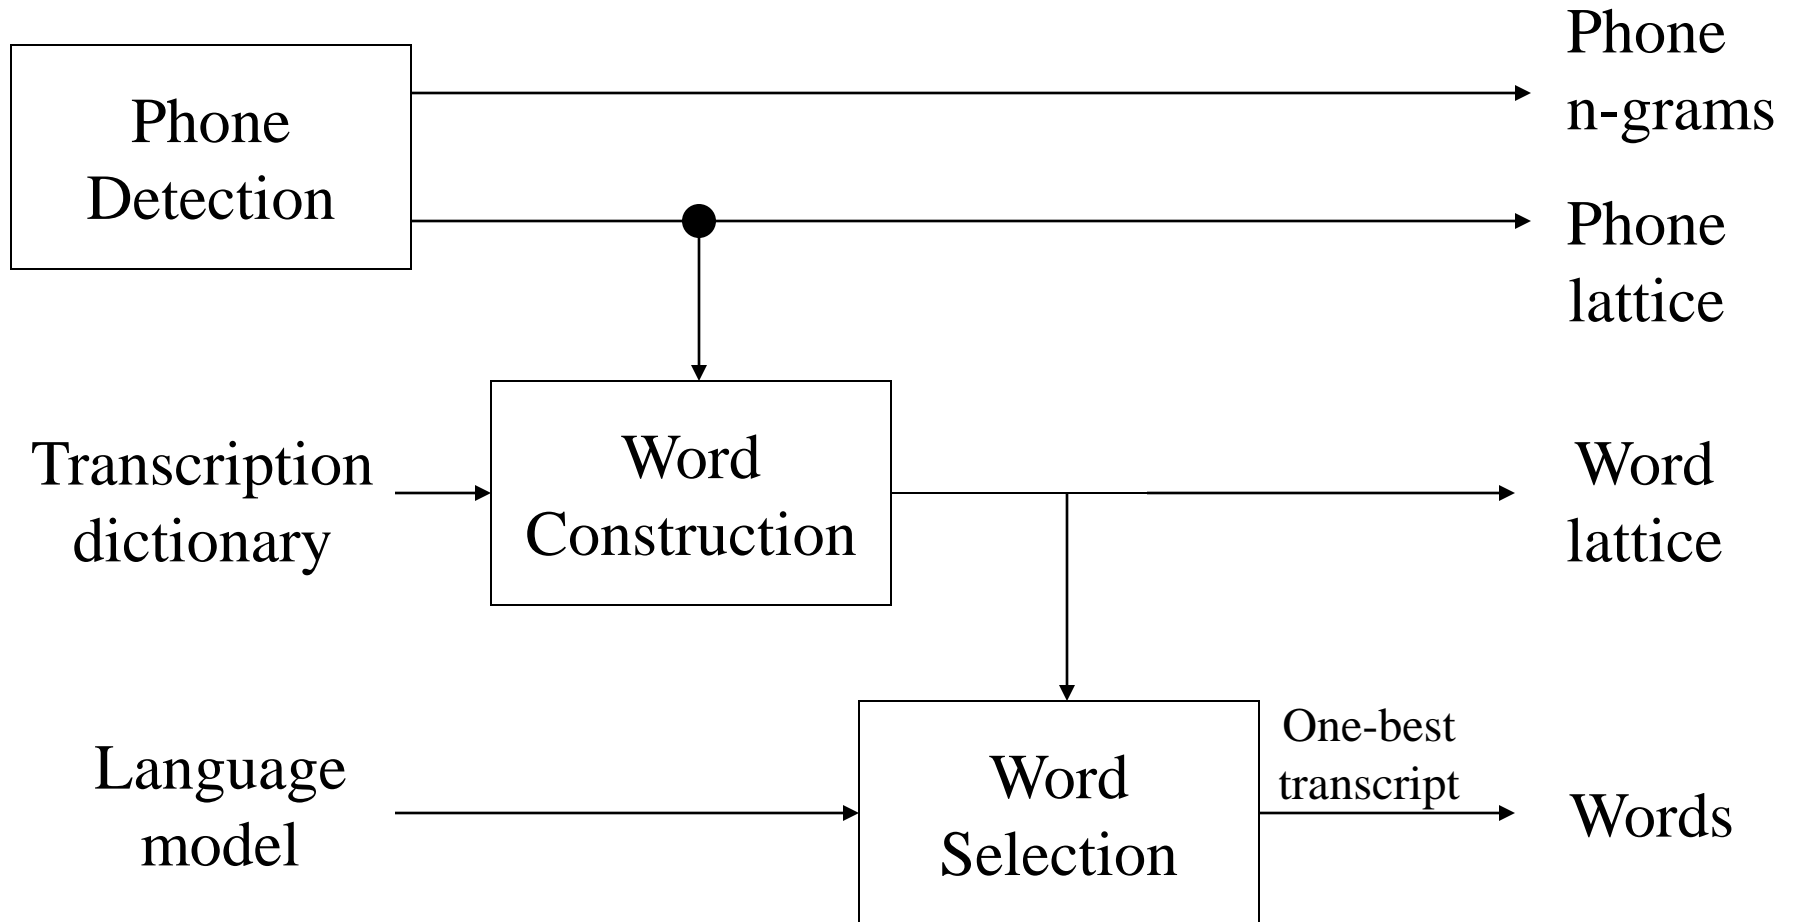 Phone
Detection
Phone
n-grams
Phone
lattice
Transcription
dictionary
Word
Construction
Word
lattice
Language
model
Word
Selection
One-best
transcript
Words